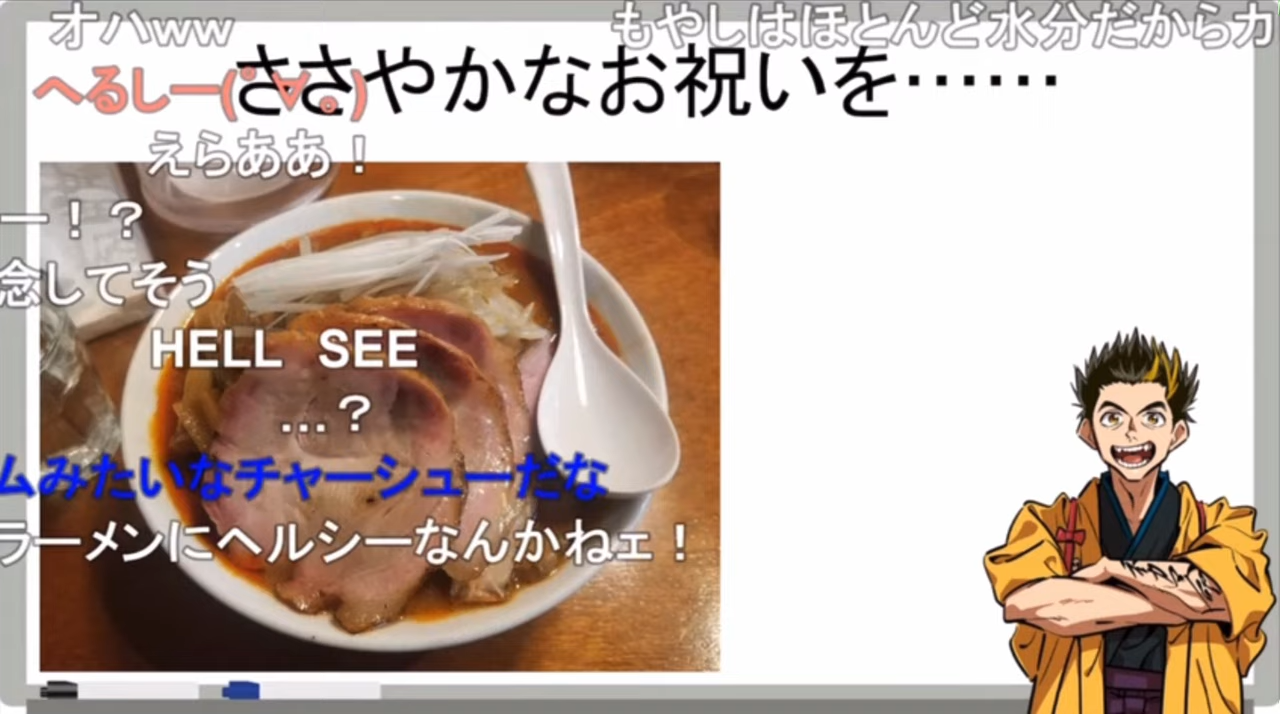 オハww
もやしはほとんど水分だからカ
ささやかなお祝いを……
へるしー(ﾟ∀。)
えらああ！
ー！？
念してそう
HELL SEE
…？
ムみたいなチャーシューだな
ラーメンにヘルシーなんかねェ！